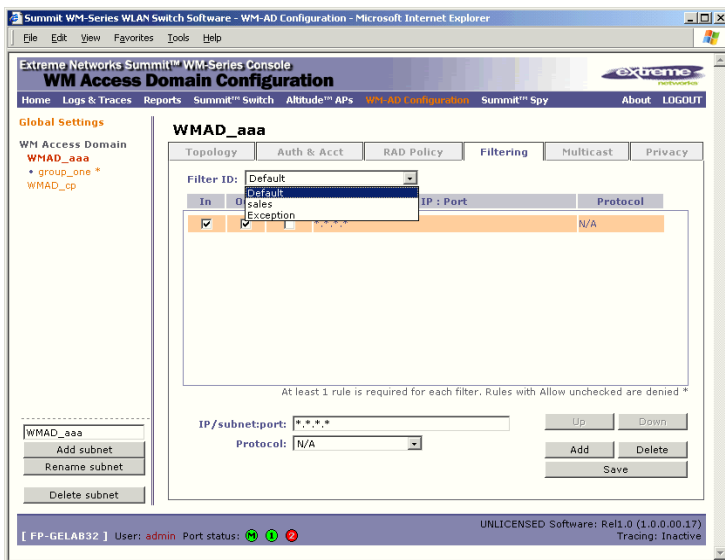 Summit WM-Series WLAN Switch Software - WM-AD Configuration - Microsoft Internet Explorer
File Edit View Favorites Tools Help
Extreme Networks Summit™ WM-Series Console
WM Access Domain Configuration
extreme networks
Home Logs & Traces Reports Summit™ Switch Altitude™ APs WM-AD Configuration Summit™ Spy About LOGOUT
Global Settings
WM Access Domain
WMAD_aaa
• group_one *
WMAD_cp
WMAD_aaa
Topology Auth & Acct RAD Policy Filtering Multicast Privacy
Filter ID: Default
Default
sales
Exception
In IP : Port Protocol
*.*.*.* N/A
At least 1 rule is required for each filter. Rules with Allow unchecked are denied *
IP/subnet:port: *.*.*.*
Protocol: N/A
Up Down
Add Delete
Save
WMAD_aaa
Add subnet
Rename subnet
Delete subnet
[ FP-GELAB32 ] User: admin Port status: M 1 2
UNLICENSED Software: Rel1.0 (1.0.0.00.17)
Tracing: Inactive